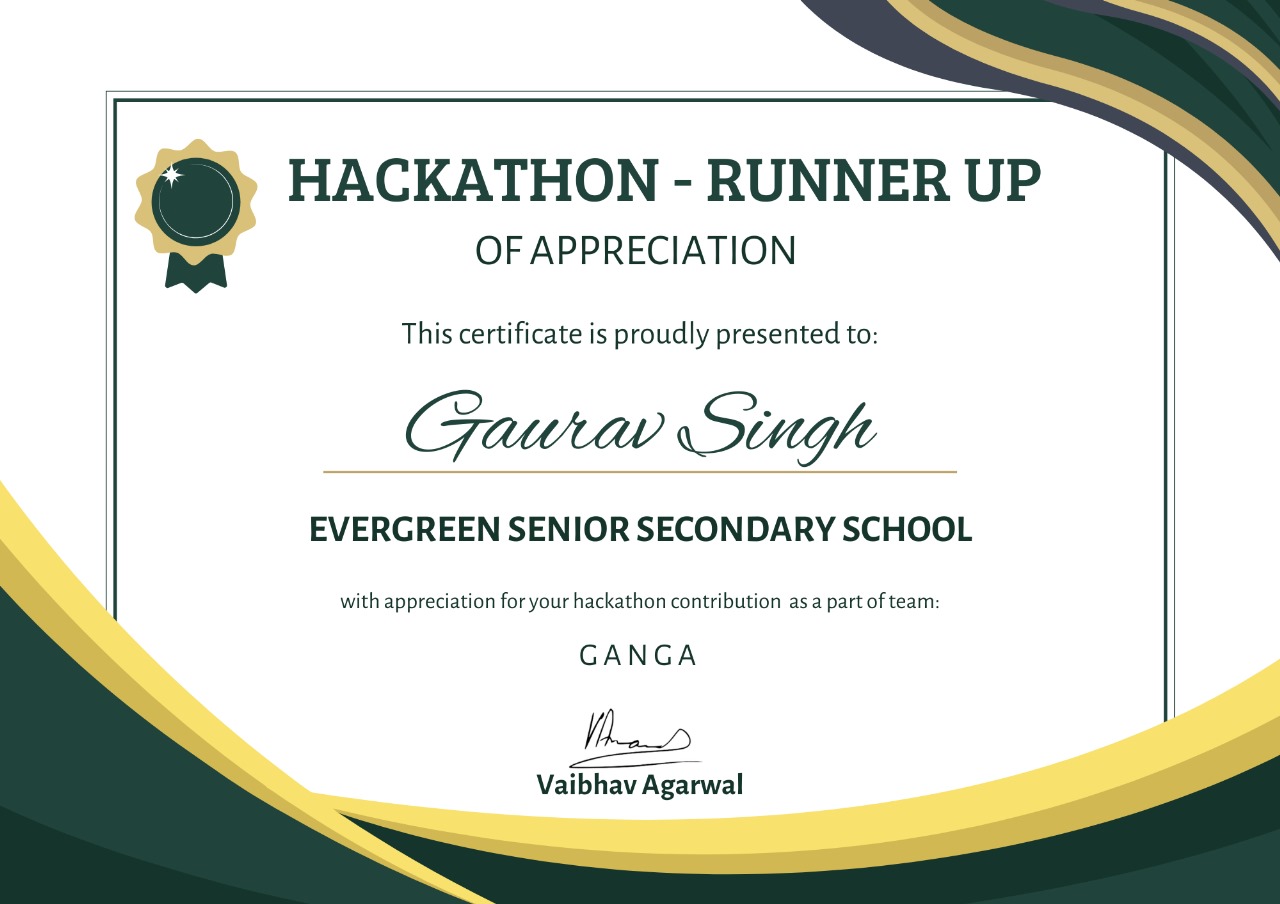 HACKATHON - RUNNER UP
OF APPRECIATION
This certificate is proudly presented to:
Gaurav Singh
EVERGREEN SENIOR SECONDARY SCHOOL
with appreciation for your hackathon contribution as a part of team:
GANGA
Vaibhav Agarwal